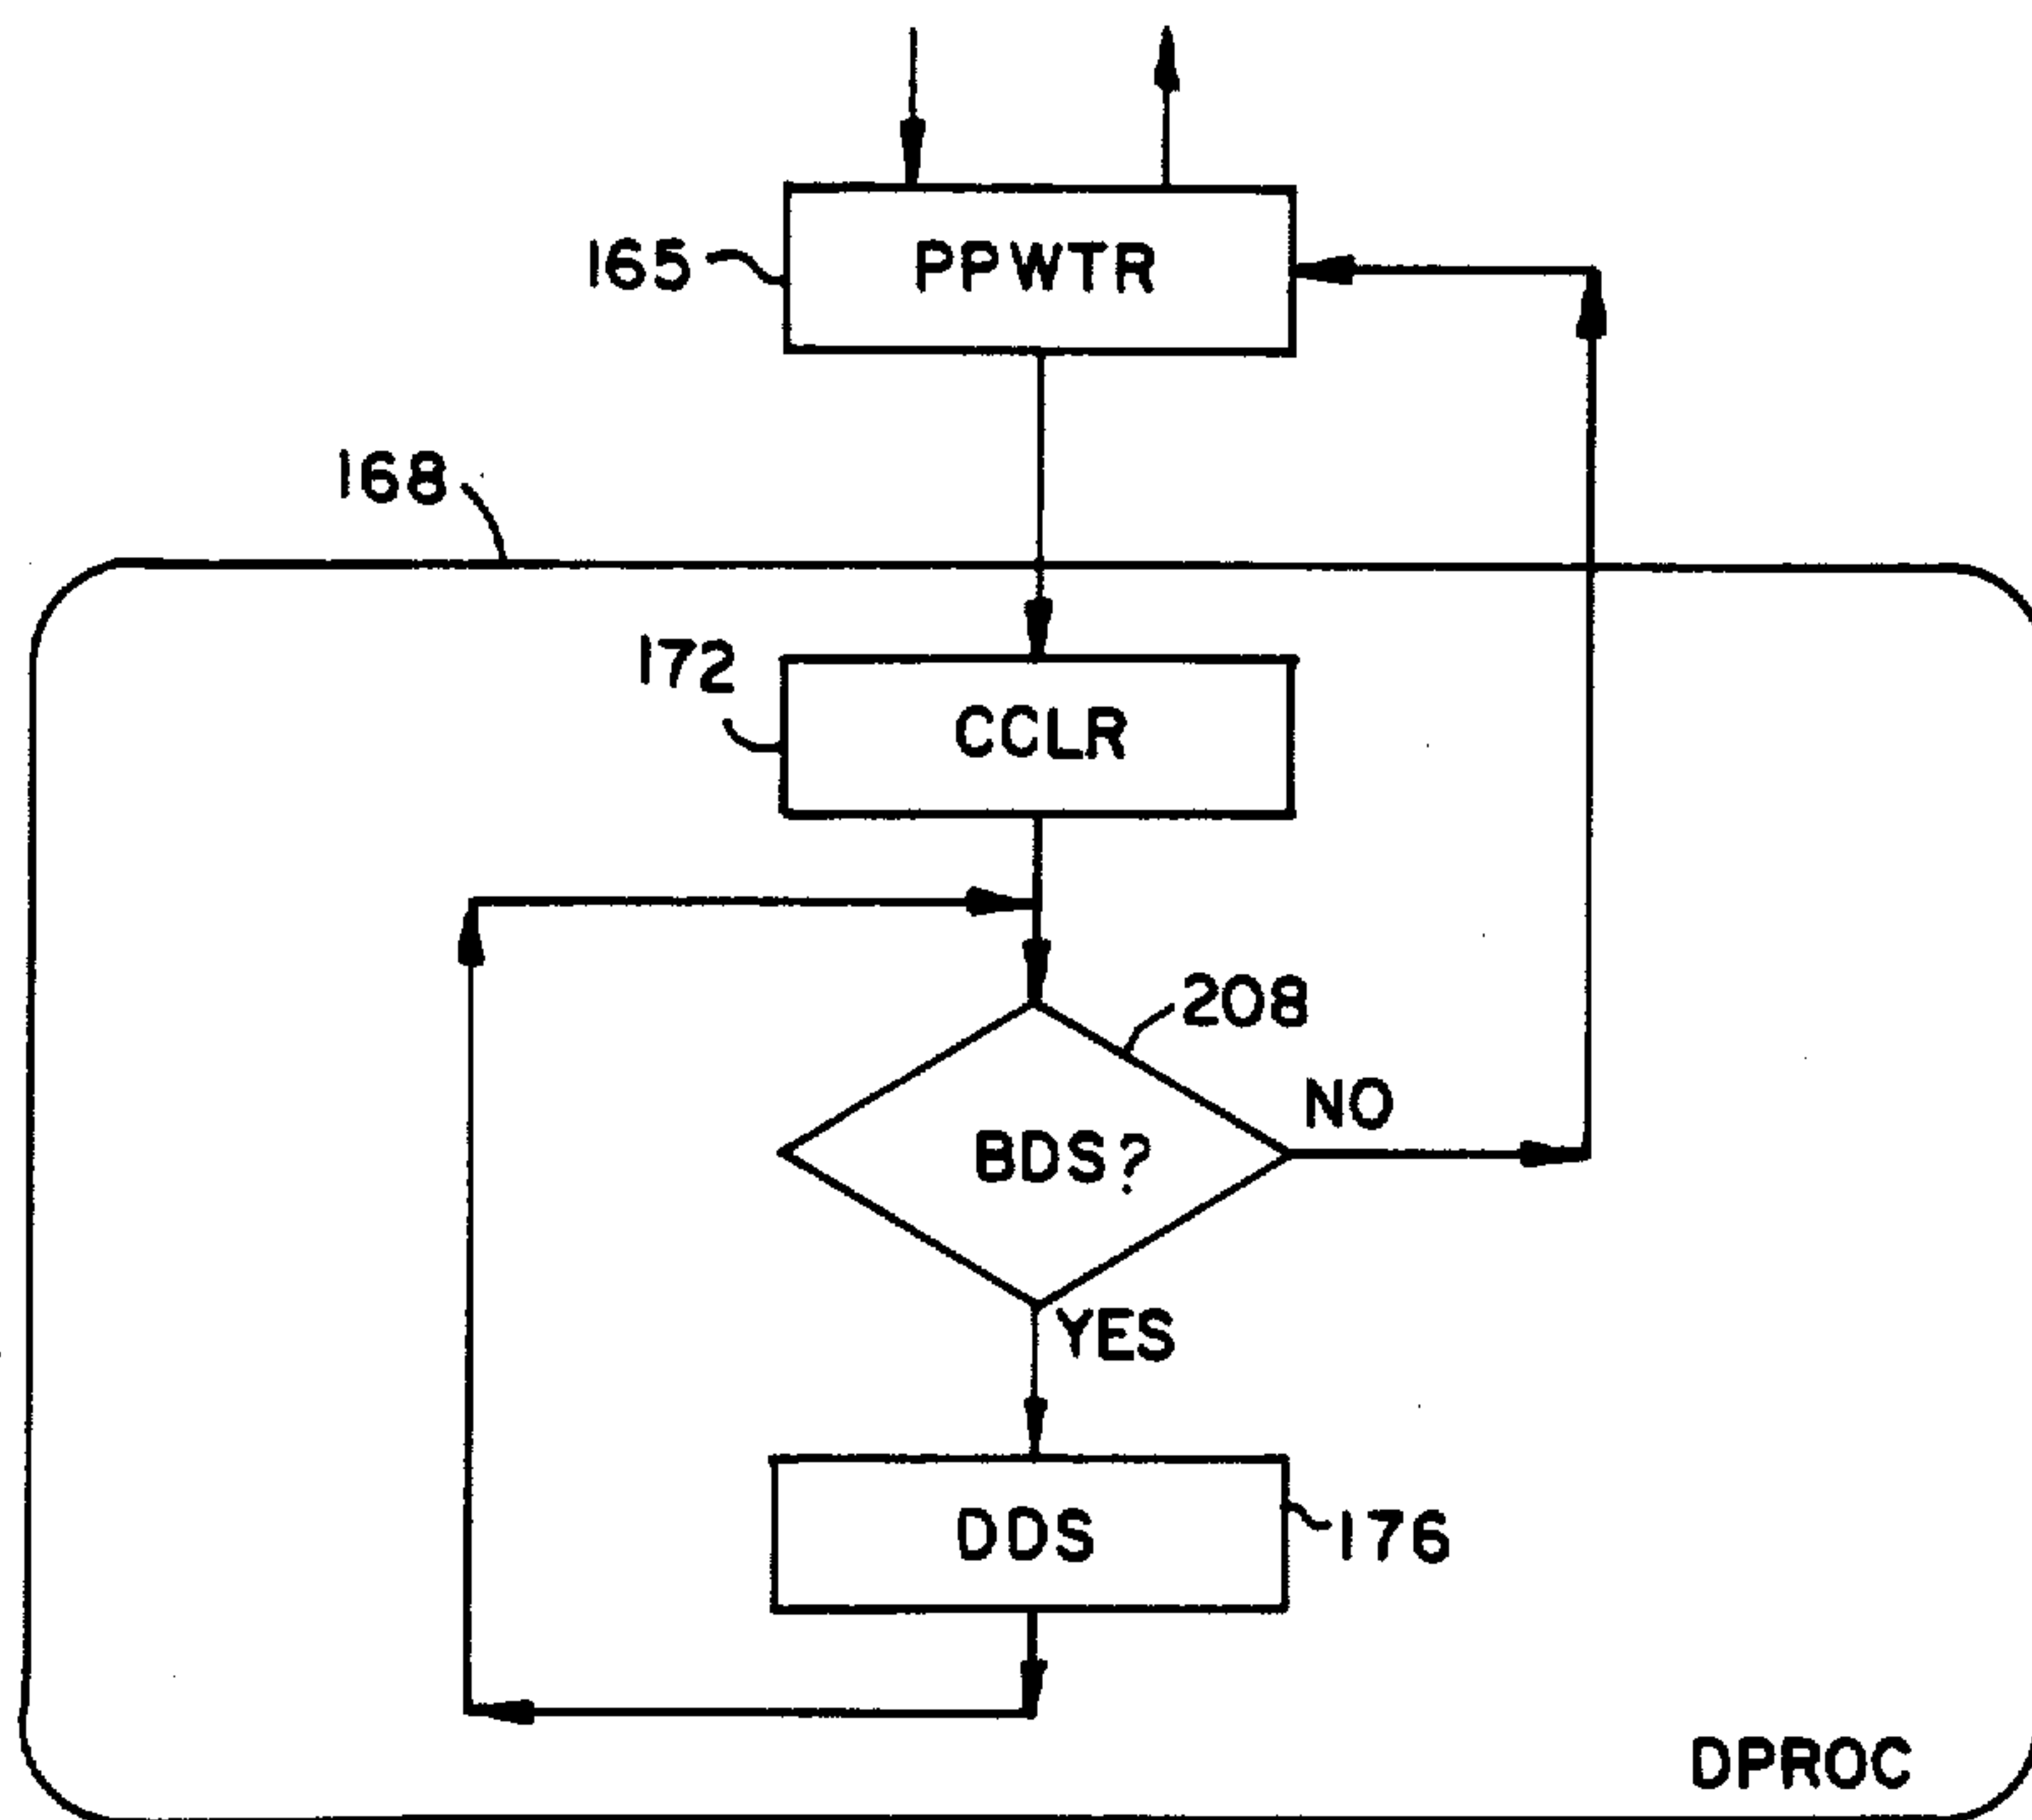 165
PPWTR
168
172
CCLR
208
NO
BDS?
YES
DDS
176
DPROC